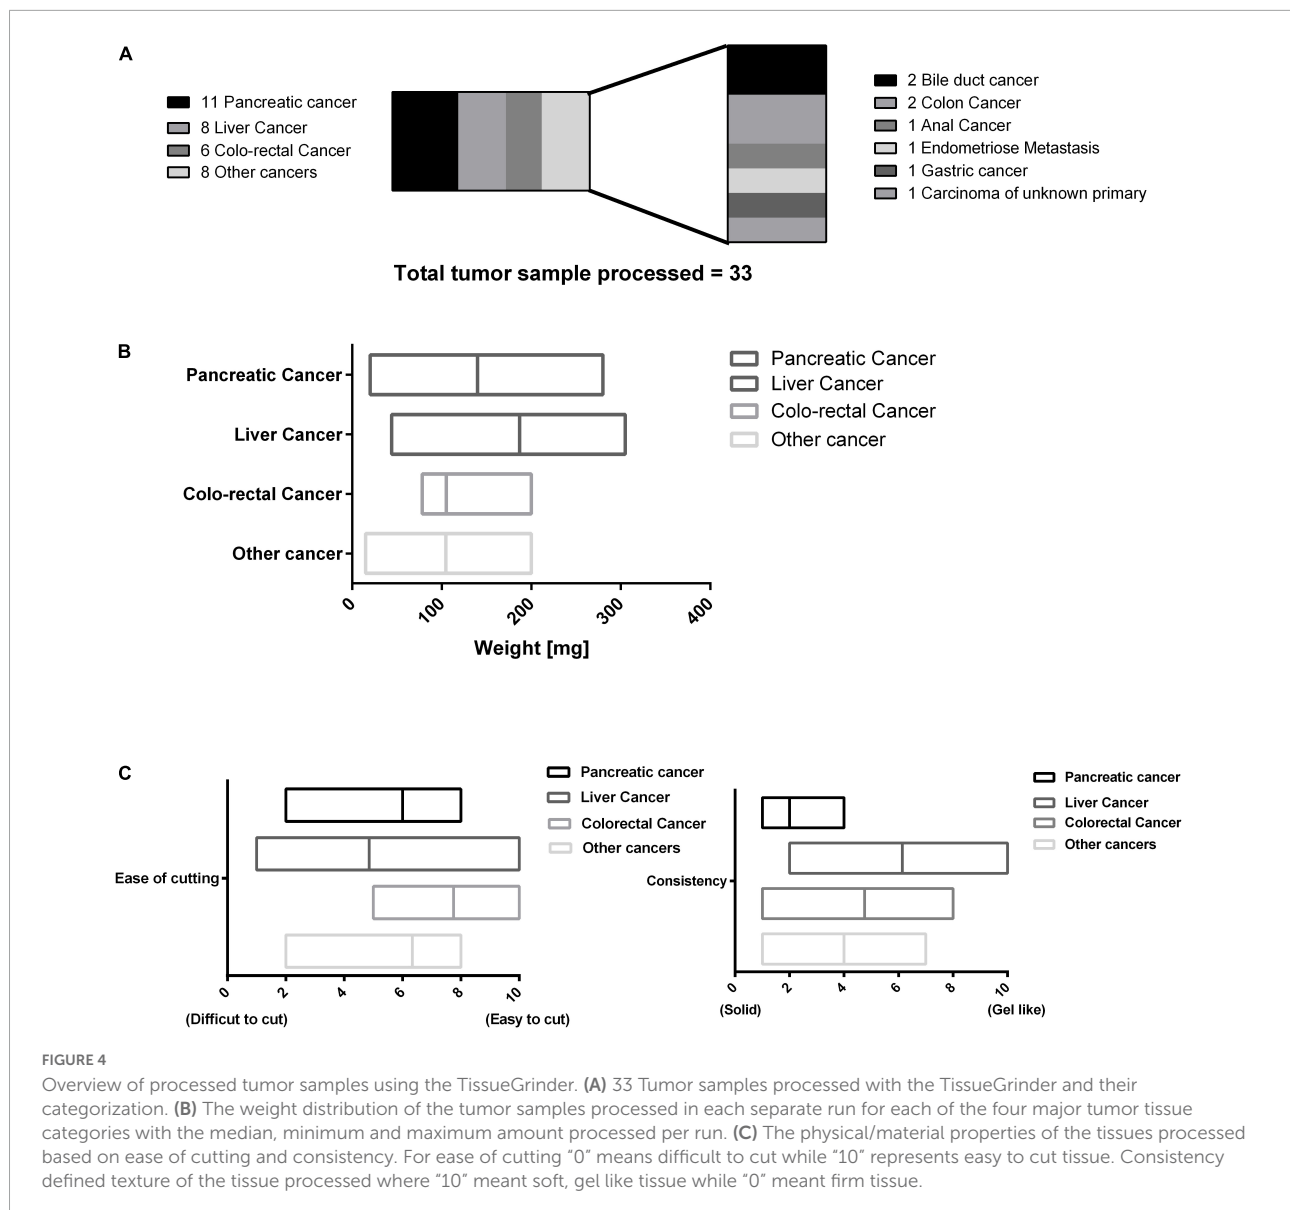 A
11 Pancreatic cancer
8 Liver Cancer
6 Colo-rectal Cancer
8 Other cancers
2 Bile duct cancer
2 Colon Cancer
1 Anal Cancer
1 Endometriose Metastasis
1 Gastric cancer
1 Carcinoma of unknown primary
Total tumor sample processed = 33
B
Pancreatic Cancer
Liver Cancer
Colo-rectal Cancer
Other cancer
0
100
200
300
400
Weight [mg]
Pancreatic Cancer
Liver Cancer
Colo-rectal Cancer
Other cancer
C
Ease of cutting
0
2
4
6
8
10
(Difficut to cut)
(Easy to cut)
Pancreatic cancer
Liver Cancer
Colorectal Cancer
Other cancers
Consistency
0
2
4
6
8
10
(Solid)
(Gel like)
Pancreatic cancer
Liver Cancer
Colorectal Cancer
Other cancers
FIGURE 4
Overview of processed tumor samples using the TissueGrinder. (A) 33 Tumor samples processed with the TissueGrinder and their
categorization. (B) The weight distribution of the tumor samples processed in each separate run for each of the four major tumor tissue
categories with the median, minimum and maximum amount processed per run. (C) The physical/material properties of the tissues processed
based on ease of cutting and consistency. For ease of cutting “0” means difficult to cut while “10” represents easy to cut tissue. Consistency
defined texture of the tissue processed where “10” meant soft, gel like tissue while “0” meant firm tissue.